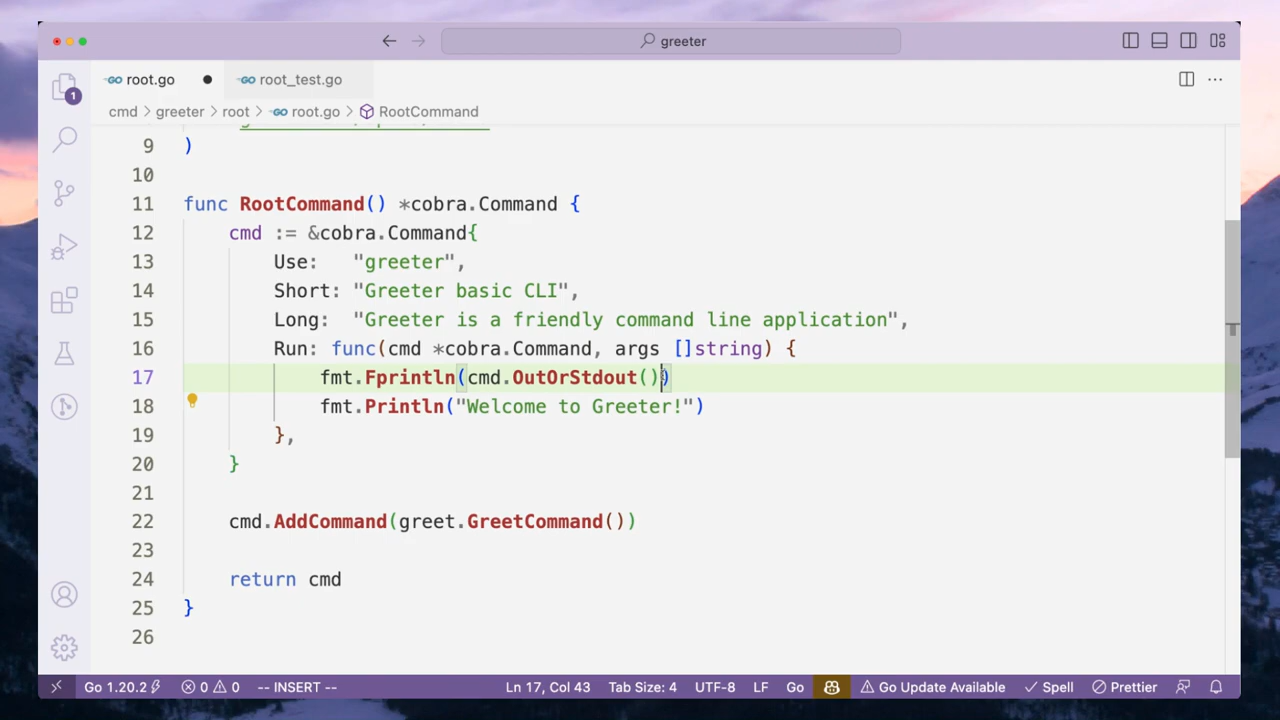 greeter
root.go
root_test.go
1
cmd > greeter > root > root.go > RootCommand
9 )
10
11 func RootCommand() *cobra.Command {
12 cmd := &cobra.Command{
13 Use: "greeter",
14 Short: "Greeter basic CLI",
15 Long: "Greeter is a friendly command line application",
16 Run: func(cmd *cobra.Command, args []string) {
17 fmt.Fprintln(cmd.OutOrStdout())
18 fmt.Println("Welcome to Greeter!")
19 },
20 }
21
22 cmd.AddCommand(greet.GreetCommand())
23
24 return cmd
25 }
26
Go 1.20.2 0 0 -- INSERT -- Ln 17, Col 43 Tab Size: 4 UTF-8 LF Go Go Update Available Spell Prettier